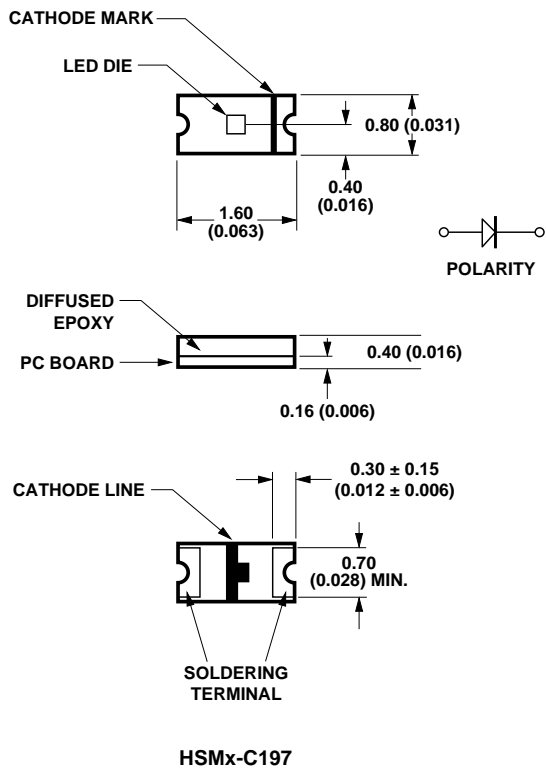 CATHODE MARK
LED DIE
0.80 (0.031)
0.40
(0.016)
1.60
(0.063)
POLARITY
DIFFUSED
EPOXY
PC BOARD
0.40 (0.016)
0.16 (0.006)
0.30 ± 0.15
(0.012 ± 0.006)
CATHODE LINE
0.70
(0.028) MIN.
SOLDERING
TERMINAL
HSMx-C197